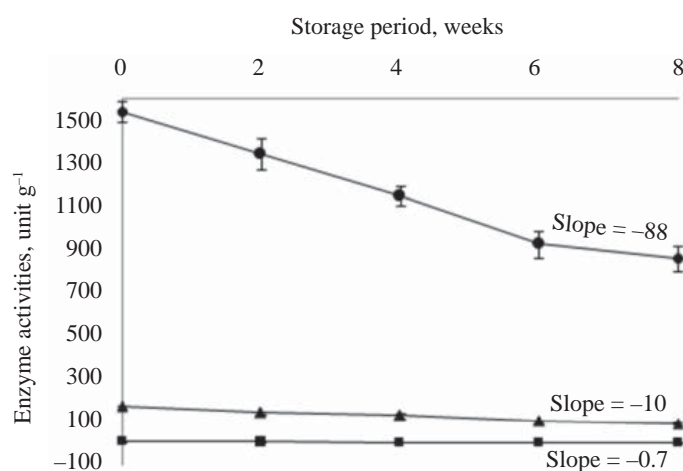 Storage period, weeks
0 2 4 6 8
Enzyme activities, unit g⁻¹
1500
1300
1100
900
700
500
300
100
–100
Slope = –88
Slope = –10
Slope = –0.7